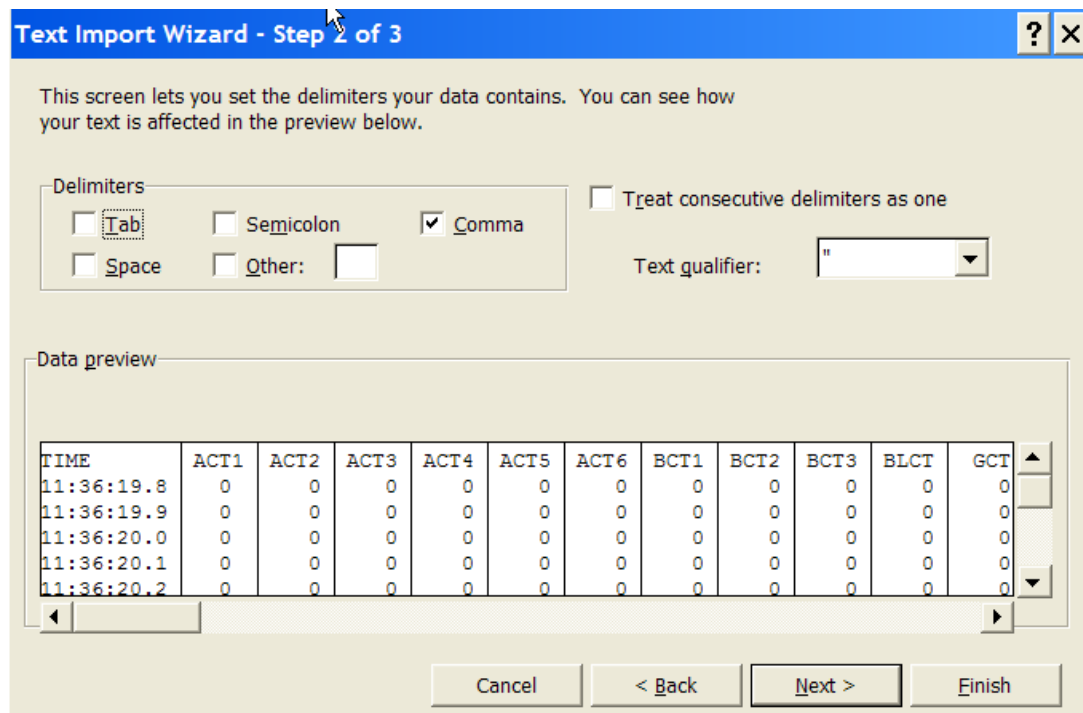 Text Import Wizard - Step 2 of 3
This screen lets you set the delimiters your data contains. You can see how
your text is affected in the preview below.
Delimiters
Tab Semicolon Comma
Space Other:
Treat consecutive delimiters as one
Text qualifier: "
Data preview
TIME ACT1 ACT2 ACT3 ACT4 ACT5 ACT6 BCT1 BCT2 BCT3 BLCT GCT
11:36:19.8 0 0 0 0 0 0 0 0 0 0 0
11:36:19.9 0 0 0 0 0 0 0 0 0 0 0
11:36:20.0 0 0 0 0 0 0 0 0 0 0 0
11:36:20.1 0 0 0 0 0 0 0 0 0 0 0
11:36:20.2 0 0 0 0 0 0 0 0 0 0 0
Cancel < Back Next > Finish